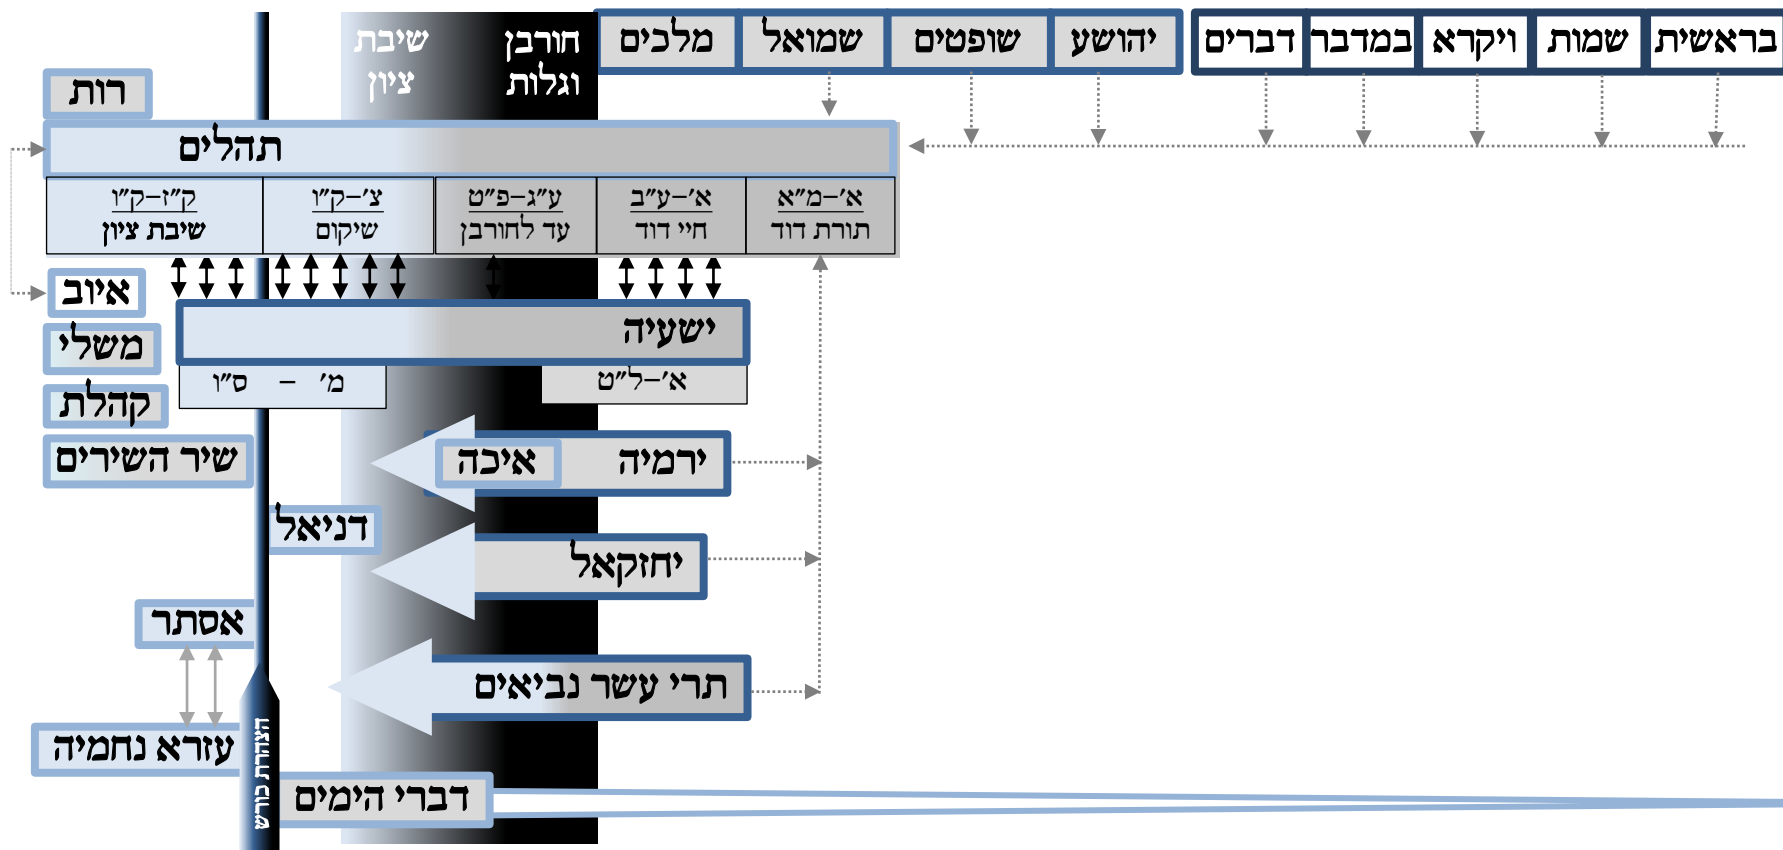 בראשית
שמות
ויקרא
במדבר
דברים
יהושע
שופטים
שמואל
מלכים
חורבן
וגלות
שיבת
ציון
רות
תהלים
א׳–מ״א
תורת דוד
א׳–ע״ב
חיי דוד
ע״ג–פ״ט
עד לחורבן
צ׳–ק״ו
שיקום
ק״ז–ק״ו
שיבת ציון
איוב
ישעיה
משלי
א׳–ל״ט
מ׳ – ס״ו
קהלת
שיר השירים
ירמיה
איכה
דניאל
יחזקאל
אסתר
תרי עשר נביאים
עזרא נחמיה
הצהרת כורש
דברי הימים